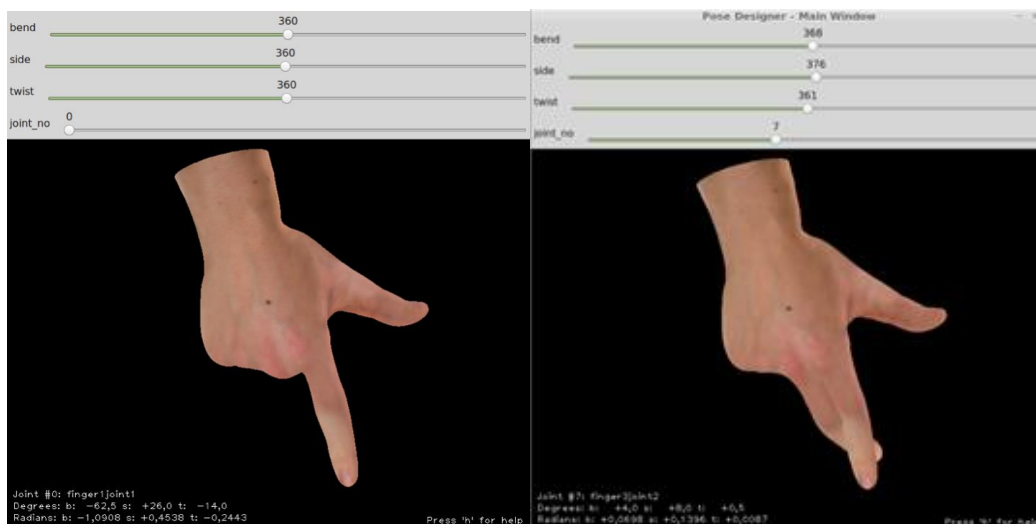 bend 360
side 360
twist 360
joint_no 0
Joint #0: finger1joint1
Degrees: b: −62,5 s: +26,0 t: −14,0
Radians: b: −1,0908 s: +0,4538 t: −0,2443
Press 'h' for help
Pose Designer - Main Window
bend 368
side 376
twist 361
joint_no 7
Joint #7: finger3joint2
Degrees: b: +4,0 s: +8,0 t: +0,5
Radians: b: +0,0698 s: +0,1396 t: +0,0087
Press 'h' for he